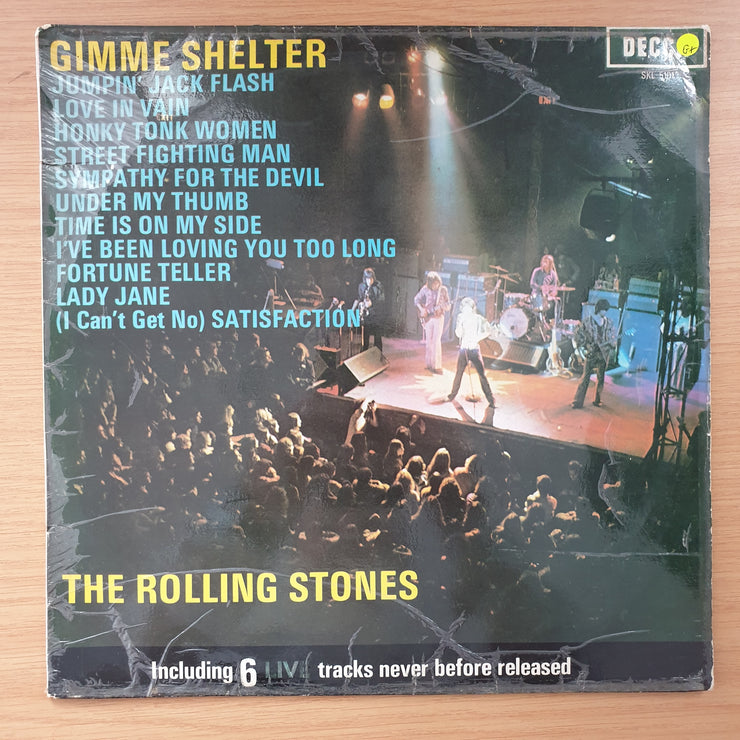 GIMME SHELTER
JUMPIN' JACK FLASH
LOVE IN VAIN
HONKY TONK WOMEN
STREET FIGHTING MAN
SYMPATHY FOR THE DEVIL
UNDER MY THUMB
TIME IS ON MY SIDE
I'VE BEEN LOVING YOU TOO LONG
FORTUNE TELLER
LADY JANE
(I Can't Get No) SATISFACTION
DECC
G+
SKL
THE ROLLING STONES
Including 6 LIVE tracks never before released